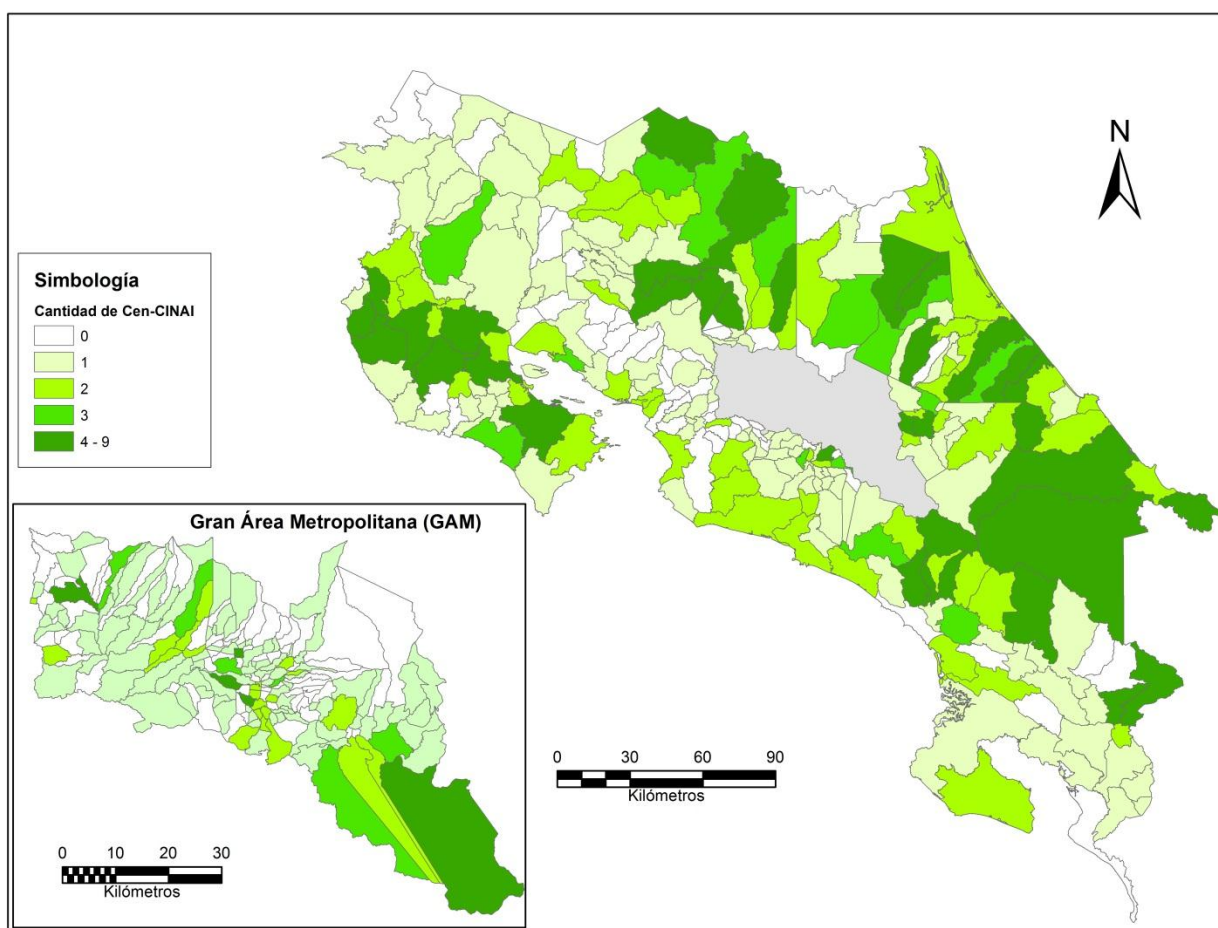 N
Simbología
Cantidad de Cen-CINAI
0
1
2
3
4 - 9
Gran Área Metropolitana (GAM)
0 30 60 90
Kilómetros
0 10 20 30
Kilómetros